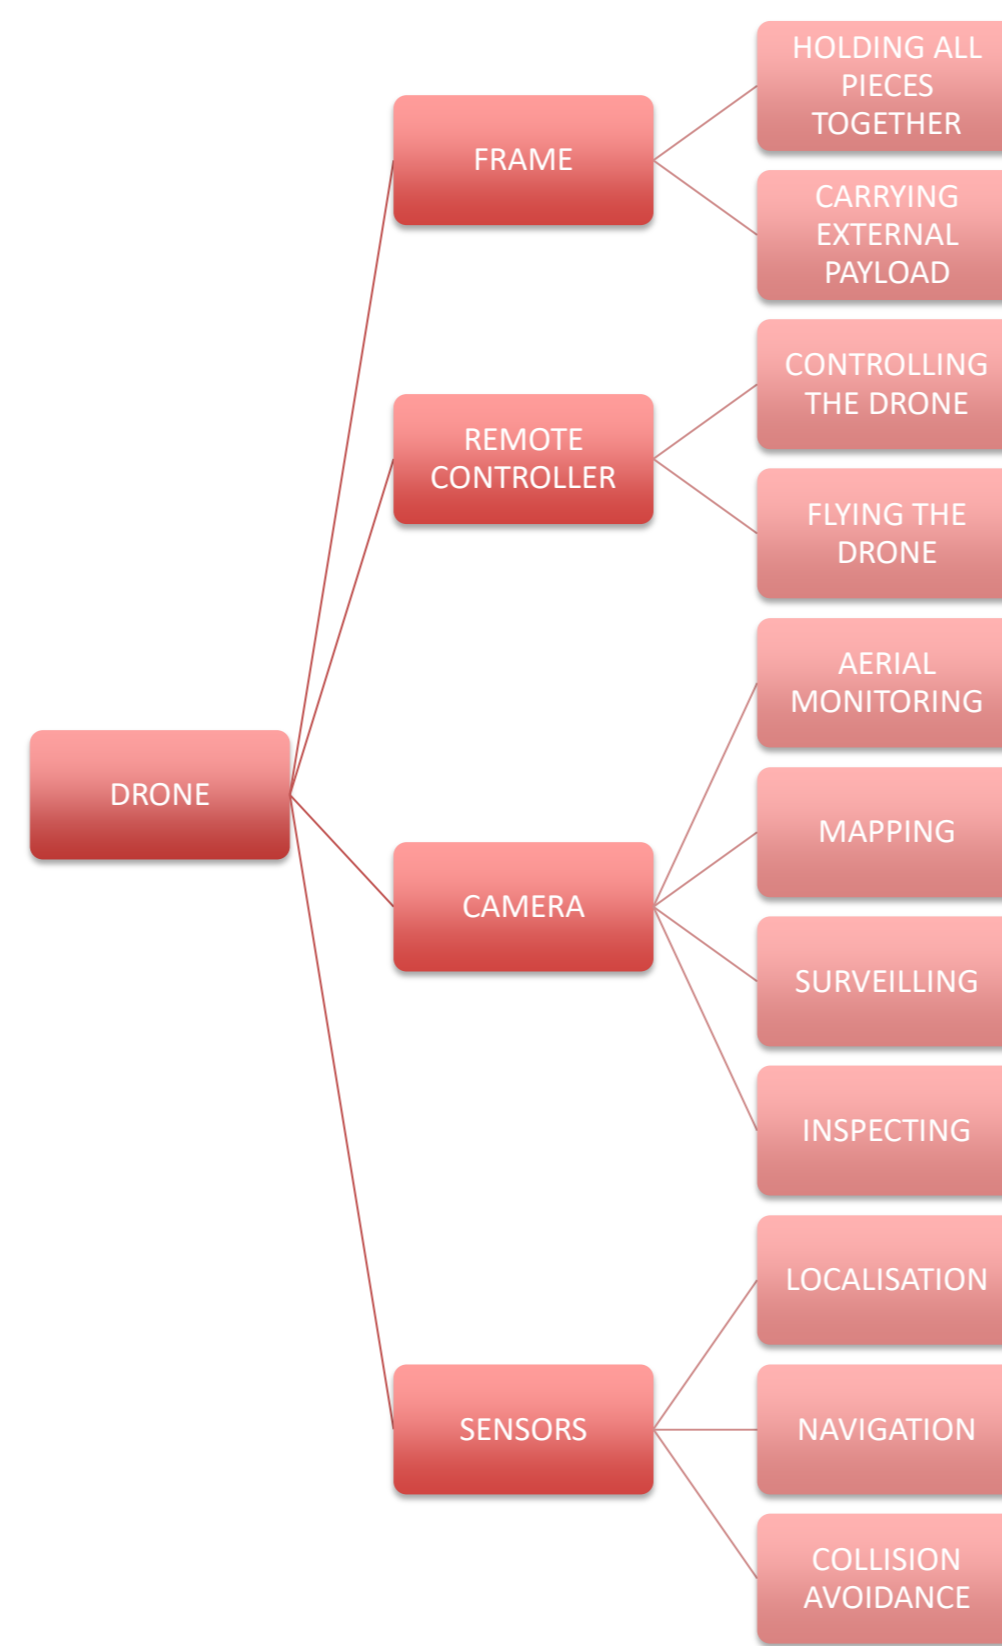 DRONE
FRAME
HOLDING ALL
PIECES
TOGETHER
CARRYING
EXTERNAL
PAYLOAD
REMOTE
CONTROLLER
CONTROLLING
THE DRONE
FLYING THE
DRONE
CAMERA
AERIAL
MONITORING
MAPPING
SURVEILLING
INSPECTING
SENSORS
LOCALISATION
NAVIGATION
COLLISION
AVOIDANCE